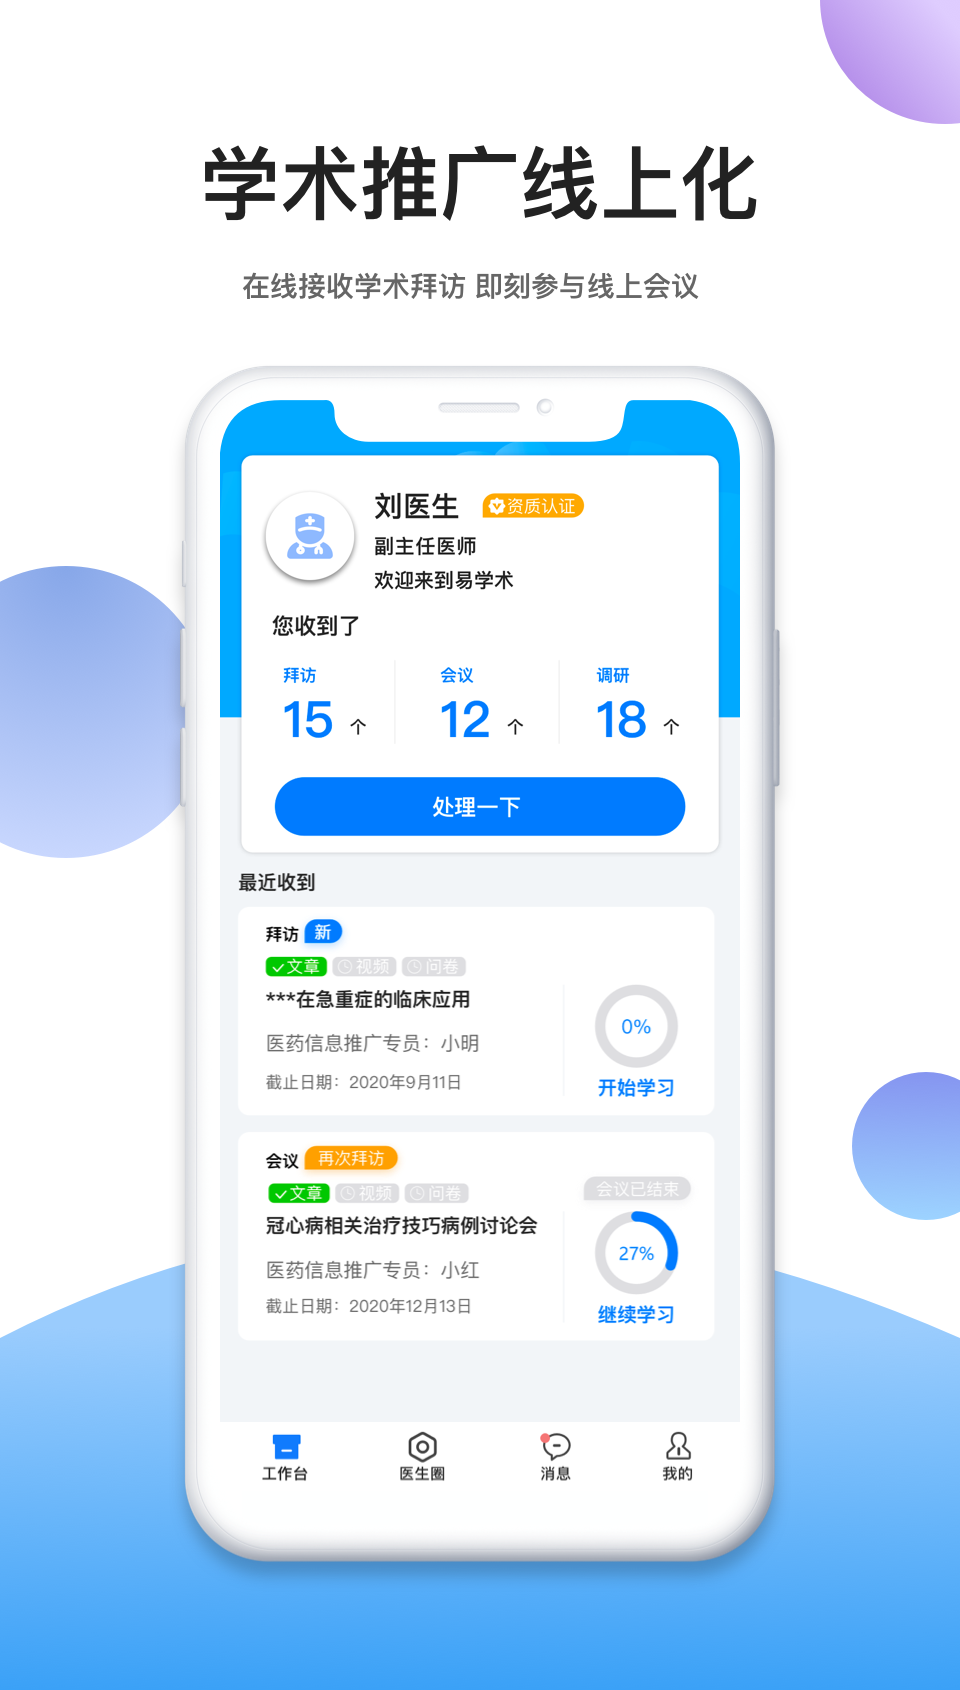 学术推广线上化
在线接收学术拜访 即刻参与线上会议
刘医生 资质认证
副主任医师
欢迎来到易学术
您收到了
拜访 会议 调研
15 个 12 个 18 个
处理一下
最近收到
拜访 新
文章 视频 问卷
***在急重症的临床应用
0%
医药信息推广专员：小明
截止日期：2020年9月11日
开始学习
会议 再次拜访
文章 视频 问卷
会议已结束
冠心病相关治疗技巧病例讨论会
27%
医药信息推广专员：小红
截止日期：2020年12月13日
继续学习
工作台 医生圈 消息 我的